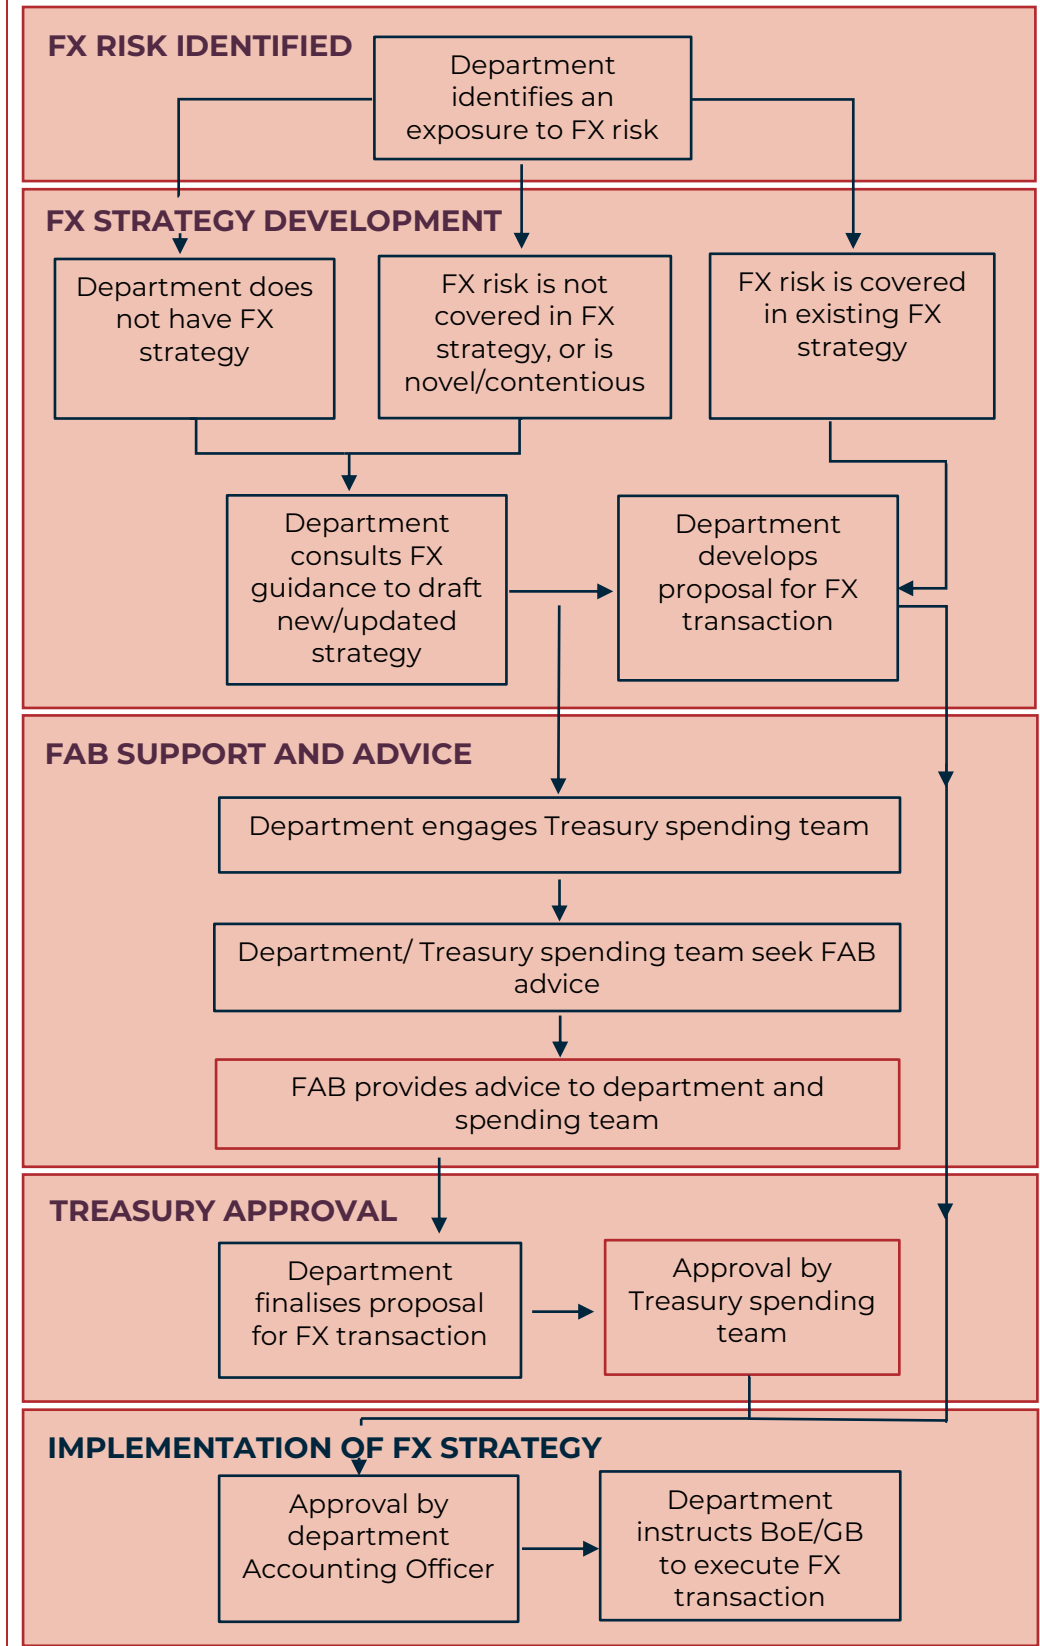 FX RISK IDENTIFIED
Department
identifies an
exposure to FX risk
FX STRATEGY DEVELOPMENT
Department does
not have FX
strategy
FX risk is not
covered in FX
strategy, or is
novel/contentious
FX risk is covered
in existing FX
strategy
Department
consults FX
guidance to draft
new/updated
strategy
Department
develops
proposal for FX
transaction
FAB SUPPORT AND ADVICE
Department engages Treasury spending team
Department/ Treasury spending team seek FAB
advice
FAB provides advice to department and
spending team
TREASURY APPROVAL
Department
finalises proposal
for FX transaction
Approval by
Treasury spending
team
IMPLEMENTATION OF FX STRATEGY
Approval by
department
Accounting Officer
Department
instructs BoE/GB
to execute FX
transaction